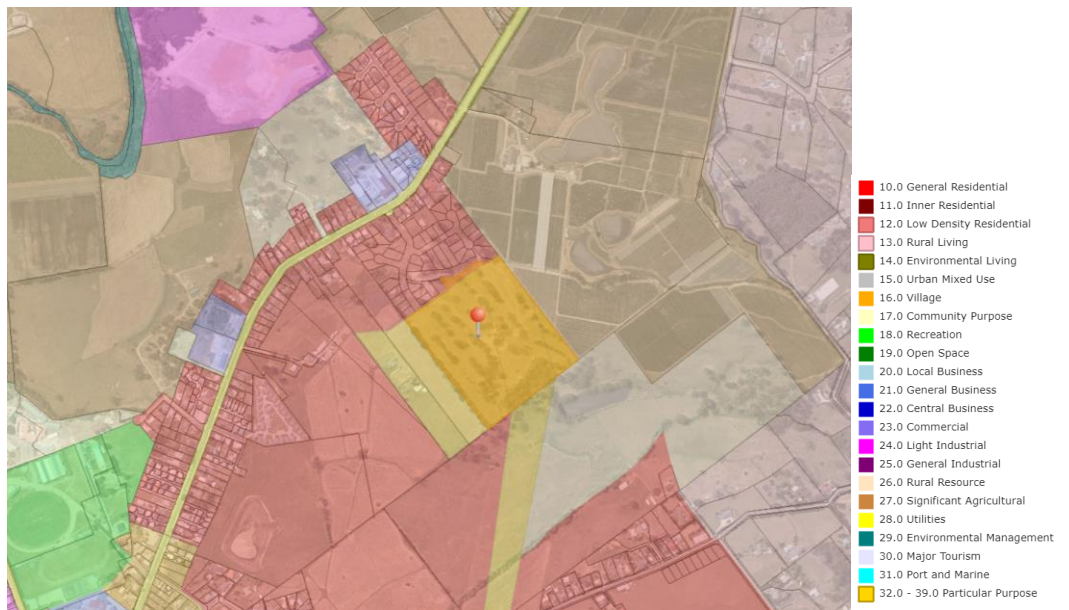 10.0 General Residential
11.0 Inner Residential
12.0 Low Density Residential
13.0 Rural Living
14.0 Environmental Living
15.0 Urban Mixed Use
16.0 Village
17.0 Community Purpose
18.0 Recreation
19.0 Open Space
20.0 Local Business
21.0 General Business
22.0 Central Business
23.0 Commercial
24.0 Light Industrial
25.0 General Industrial
26.0 Rural Resource
27.0 Significant Agricultural
28.0 Utilities
29.0 Environmental Management
30.0 Major Tourism
31.0 Port and Marine
32.0 - 39.0 Particular Purpose